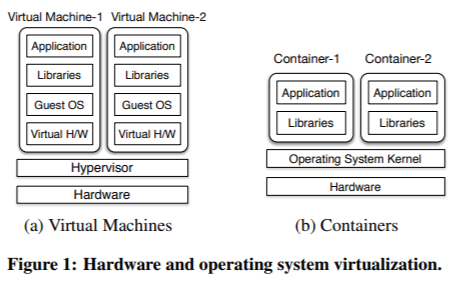 Virtual Machine-1 Virtual Machine-2
Application Application
Libraries Libraries
Guest OS Guest OS
Virtual H/W Virtual H/W
Hypervisor
Hardware
(a) Virtual Machines
Container-1 Container-2
Application Application
Libraries Libraries
Operating System Kernel
Hardware
(b) Containers
Figure 1: Hardware and operating system virtualization.